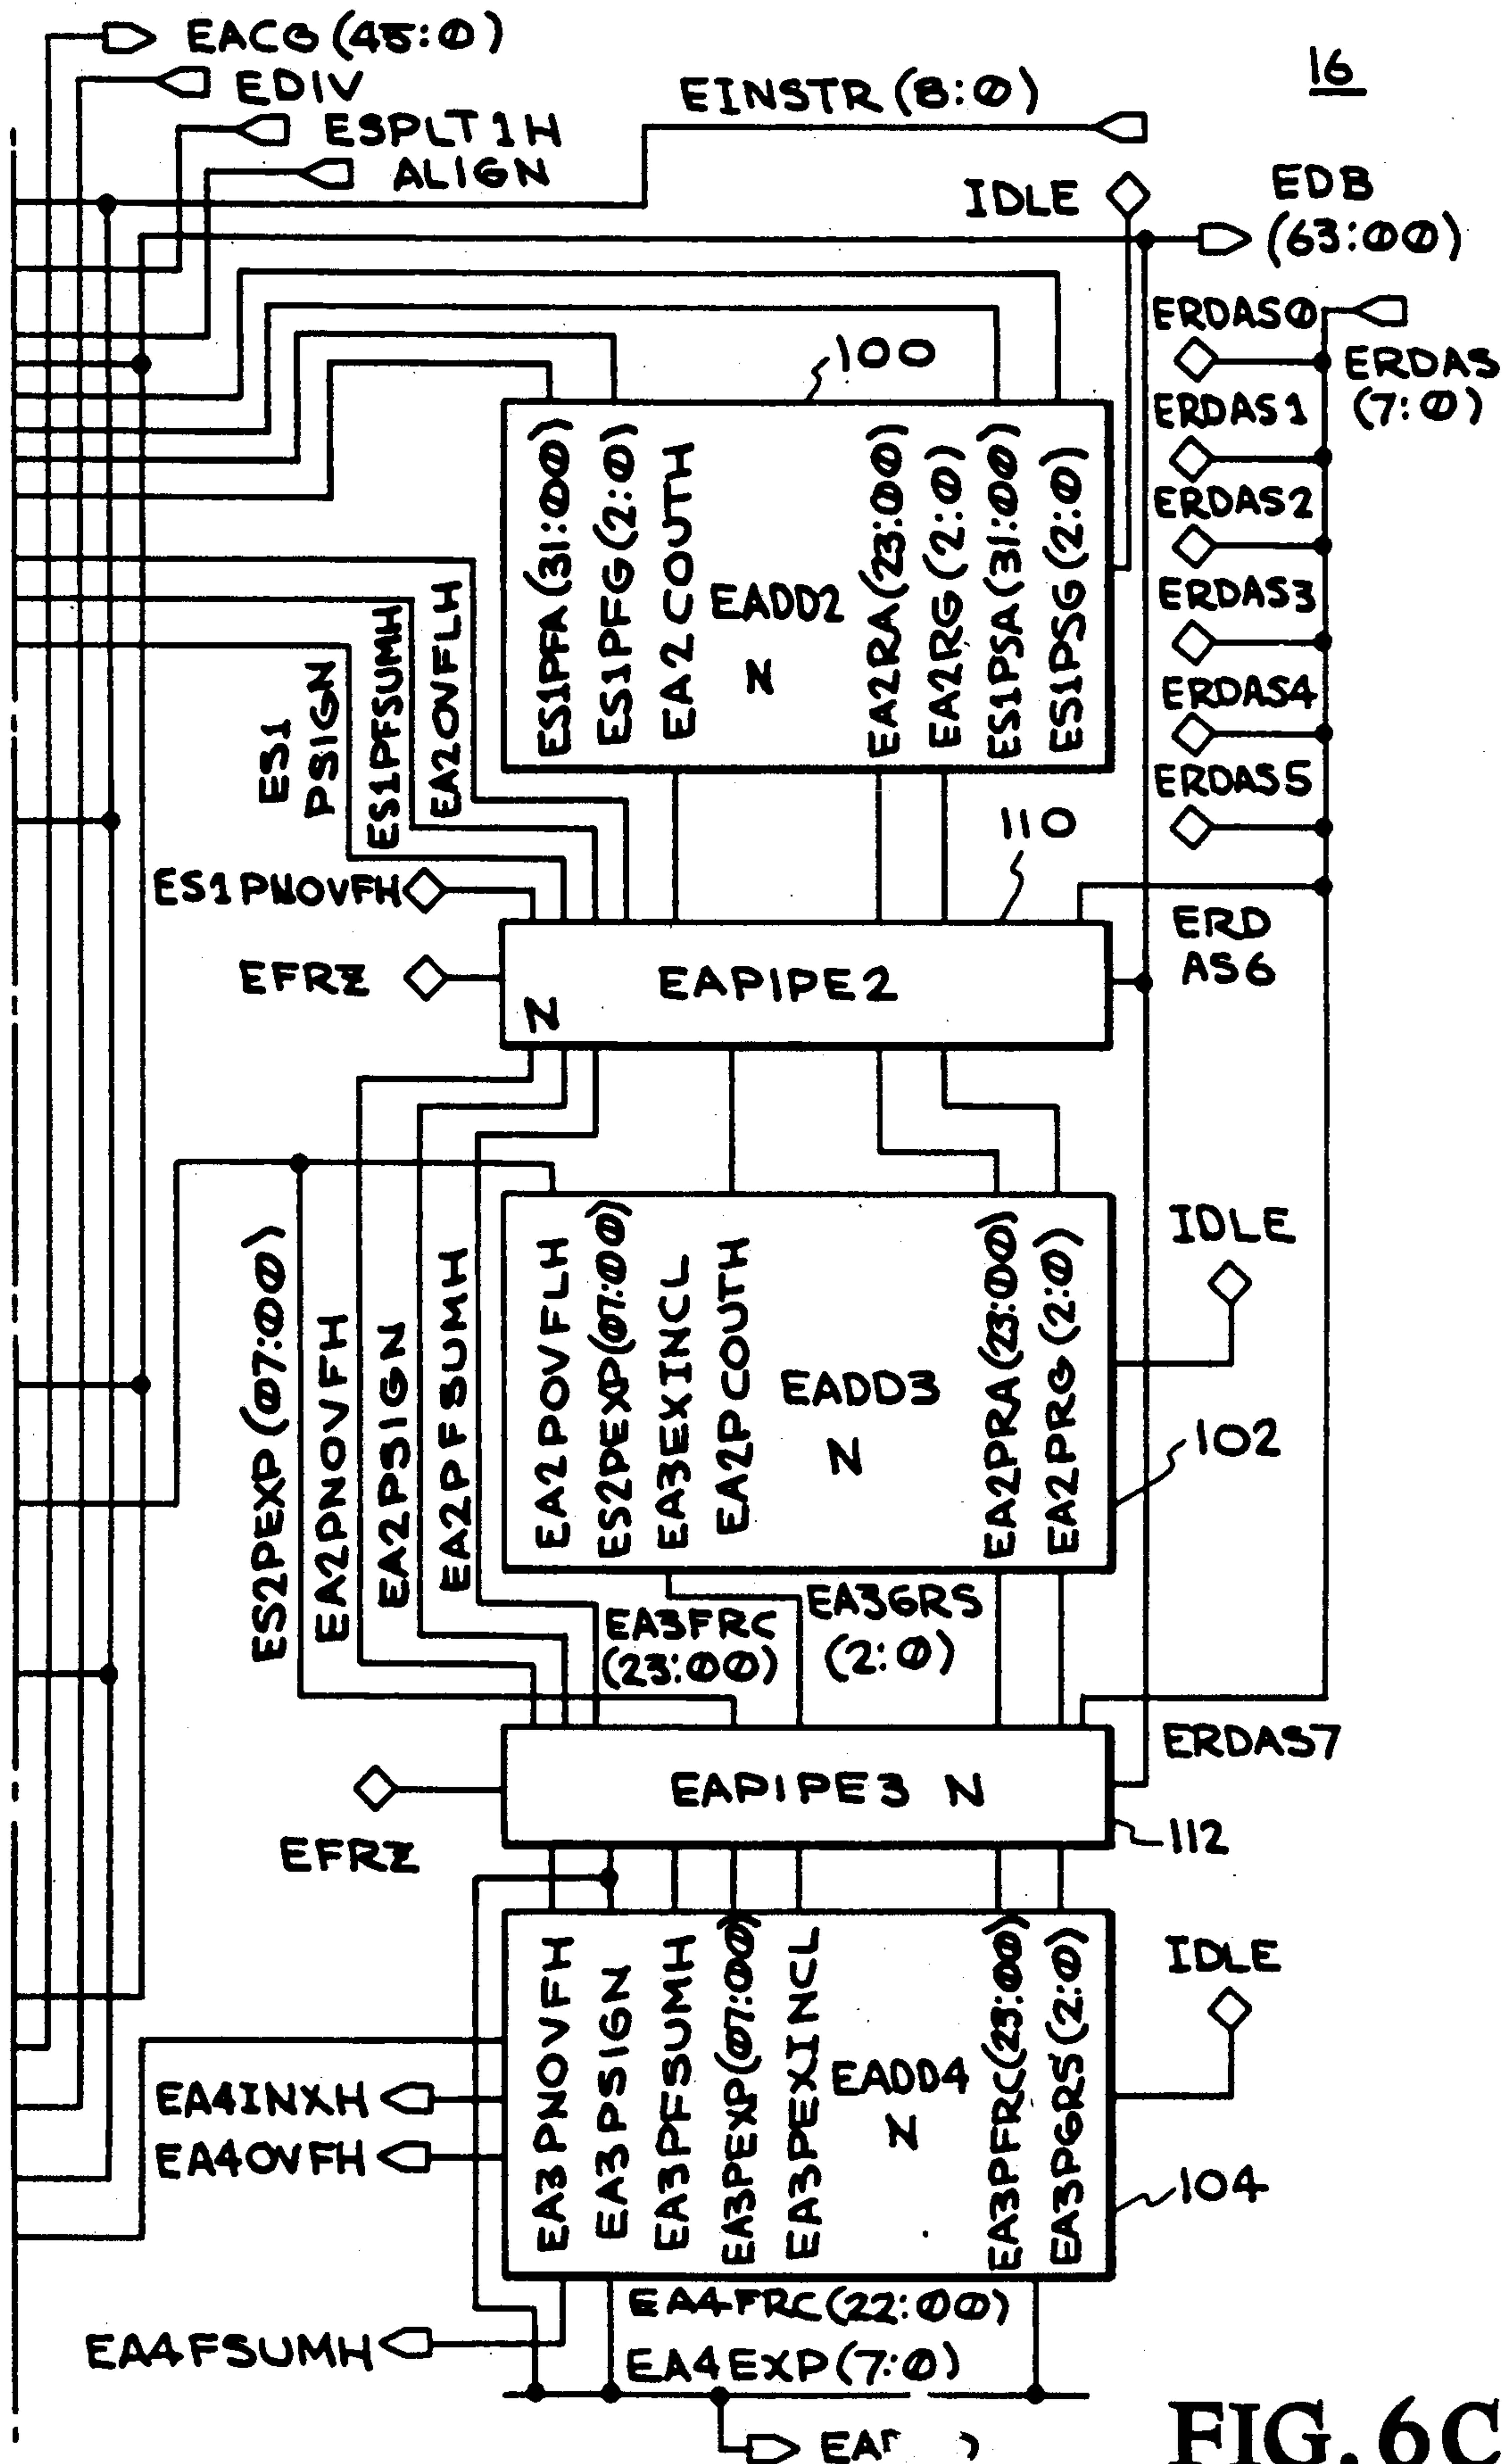 EACG (45:0)
EDIV
ESPLT1H
ALIGN
EINSTR (8:0)
16
IDLE
EDB
(63:00)
ERDAS0
ERDAS
(7:0)
ERDAS1
ERDAS2
ERDAS3
ERDAS4
ERDAS5
100
ES1PFA (31:00)
ES1PFG (2:0)
EA2COUTH
EADD2
N
EA2RA (23:00)
EA2RG (2:0)
ES1PSA (31:00)
ES1PSG (2:0)
ES1
PSIGN
ES1PFSUMH
EA2OVFLH
110
ES1PNOVFH
ERD
AS6
EFRZ
EAPIPE2
N
ES2PEXP (07:00)
EA2PNOVFH
EA2PSIGN
EA2PFSUMH
EA2POVFLH
ES2PEXP (07:00)
EA3EXINCL
EA2PCOUTH
EADD3
N
EA2PRA (23:00)
EA2PRG (2:0)
IDLE
102
EA3FRC
(23:00)
EA3GRS
(2:0)
ERDAS7
EAPIPE3 N
EFRZ
112
EA3PNOVFH
EA3PSIGN
EA3PFSUMH
EA3PEXP (07:00)
EA3PEXINCL
EADD4
N
EA3PFRC (23:00)
EA3PGRS (2:0)
IDLE
EA4INXH
EA4OVFH
104
EA4FRC (22:00)
EA4FSUMH
EA4EXP (7:0)
FIG. 6C